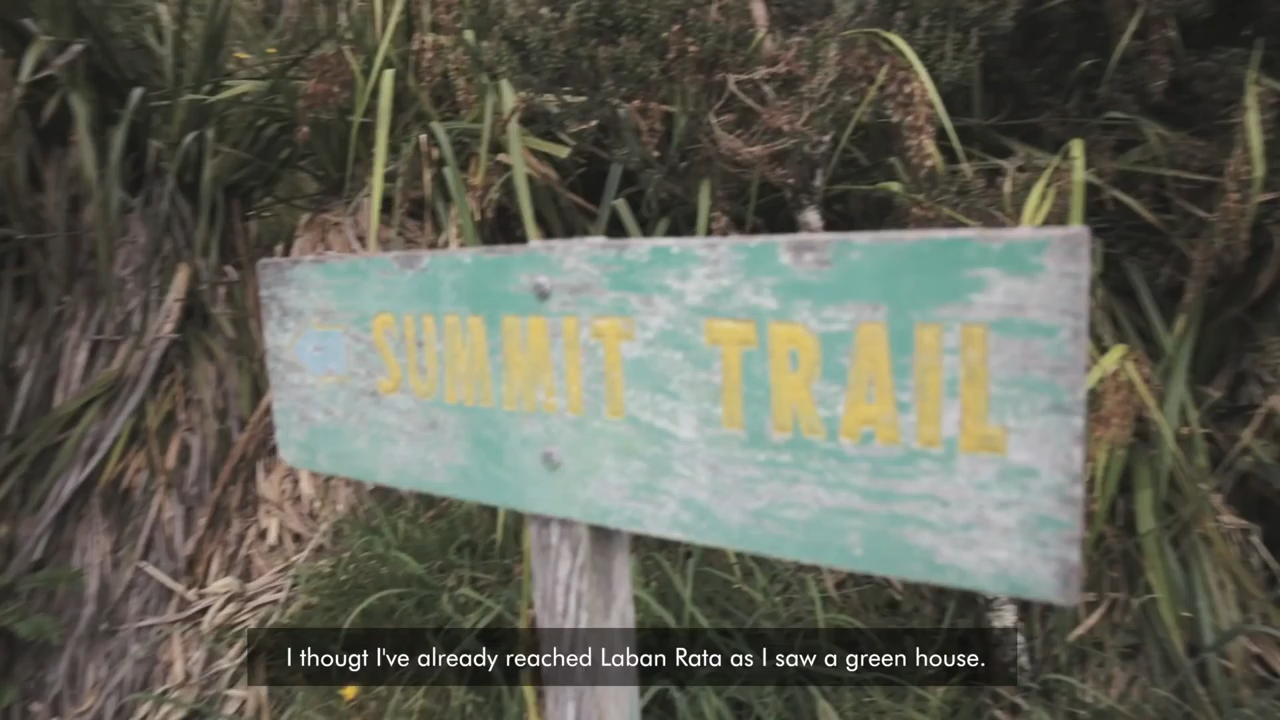 SUMMIT TRAIL
I thougt I've already reached Laban Rata as I saw a green house.